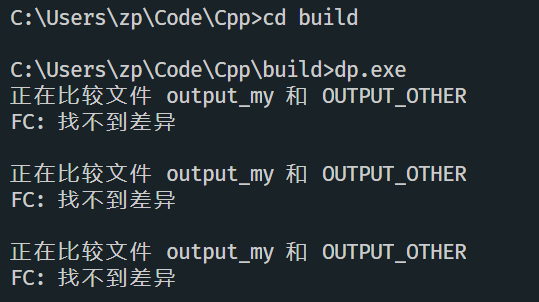 C:\Users\zp\Code\Cpp>cd build
C:\Users\zp\Code\Cpp\build>dp.exe
正在比较文件 output_my 和 OUTPUT_OTHER
FC: 找不到差异
正在比较文件 output_my 和 OUTPUT_OTHER
FC: 找不到差异
正在比较文件 output_my 和 OUTPUT_OTHER
FC: 找不到差异